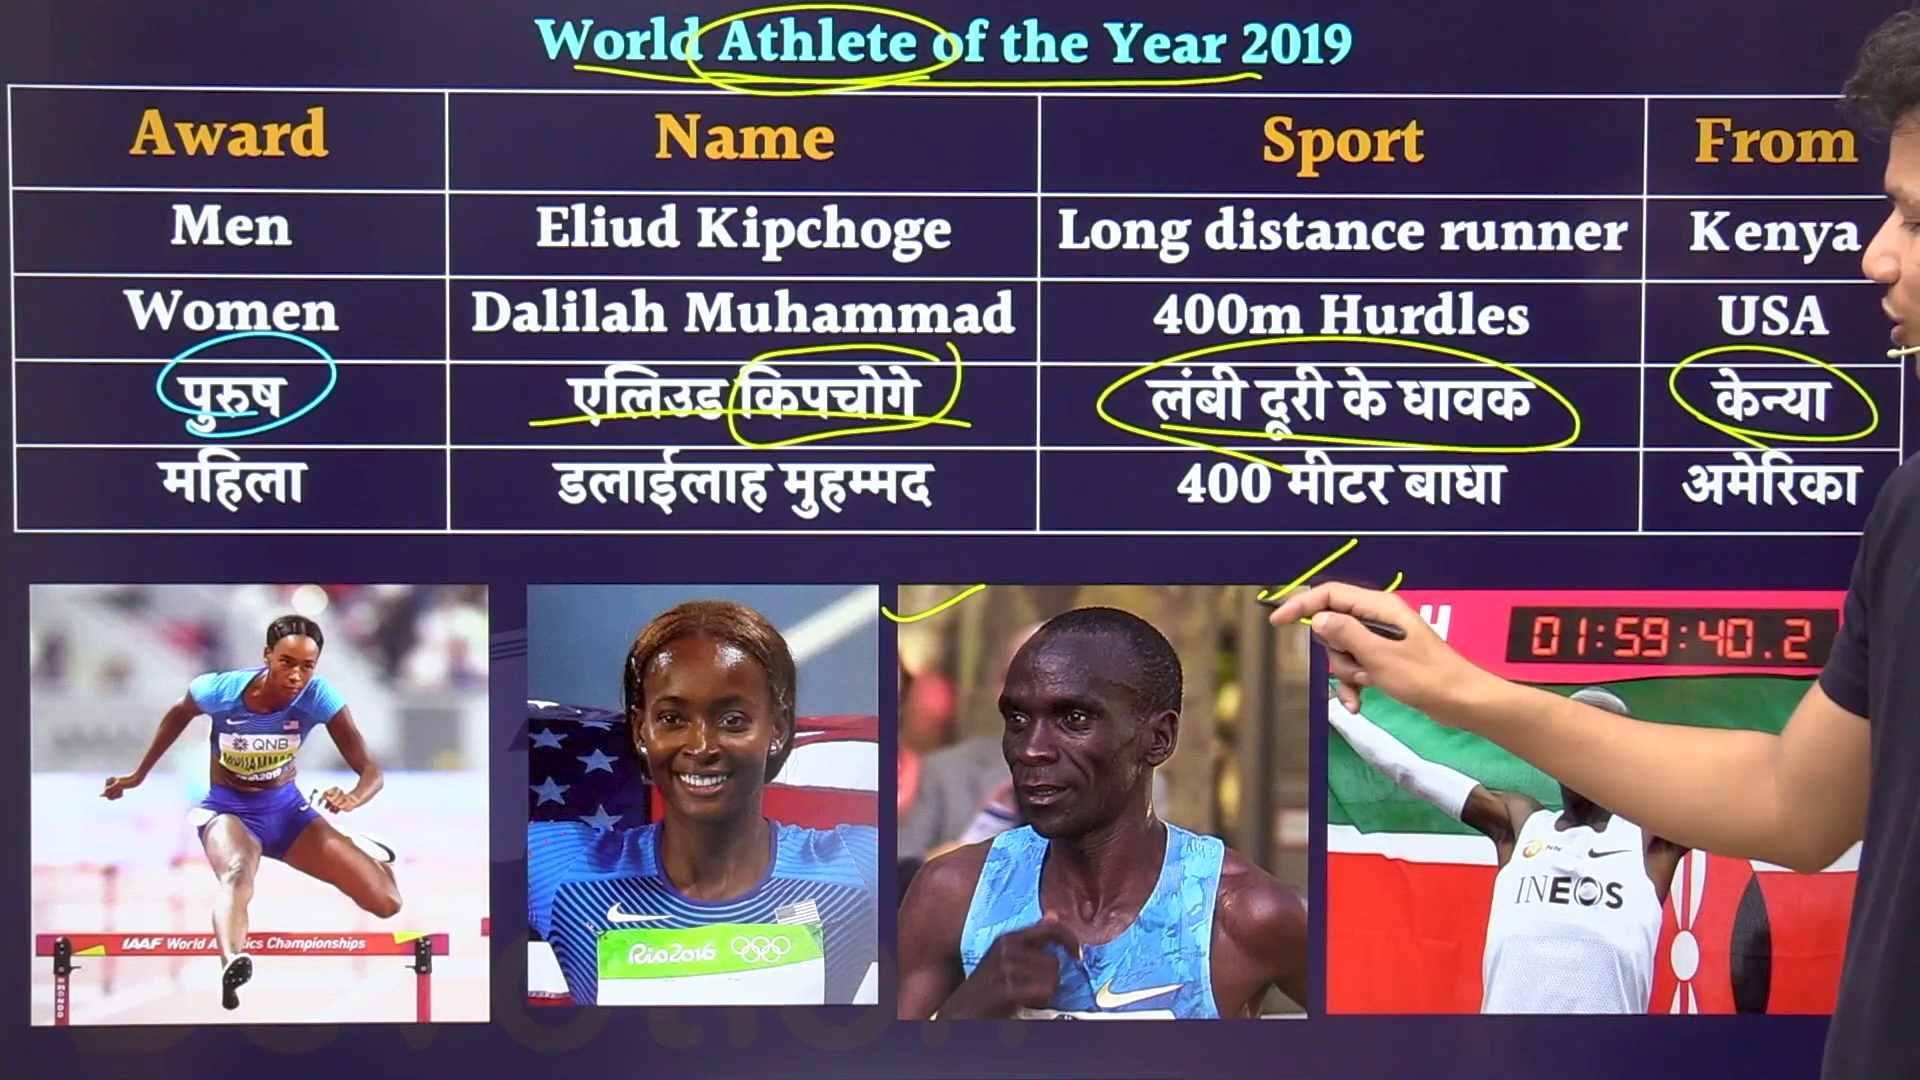 World Athlete of the Year 2019
Award Name Sport From
Men Eliud Kipchoge Long distance runner Kenya
Women Dalilah Muhammad 400m Hurdles USA
पुरुष एलिउड किपचोगे लंबी दूरी के धावक केन्या
महिला डलाईलाह मुहम्मद 400 मीटर बाधा अमेरिका
01:59:40.2
QNB
IAAF World
Championships
MONDO
Rio2016
NN
INEOS